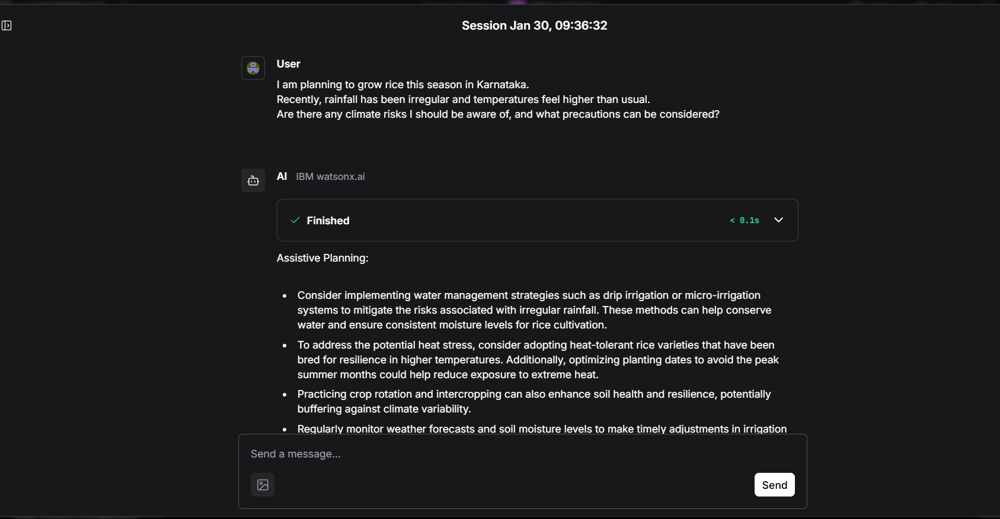 Session Jan 30, 09:36:32
User
I am planning to grow rice this season in Karnataka.
Recently, rainfall has been irregular and temperatures feel higher than usual.
Are there any climate risks I should be aware of, and what precautions can be considered?
AI IBM watsonx.ai
Finished < 0.1s
Assistive Planning:
Consider implementing water management strategies such as drip irrigation or micro-irrigation
systems to mitigate the risks associated with irregular rainfall. These methods can help conserve
water and ensure consistent moisture levels for rice cultivation.
To address the potential heat stress, consider adopting heat-tolerant rice varieties that have been
bred for resilience in higher temperatures. Additionally, optimizing planting dates to avoid the peak
summer months could help reduce exposure to extreme heat.
Practicing crop rotation and intercropping can also enhance soil health and resilience, potentially
buffering against climate variability.
Regularly monitor weather forecasts and soil moisture levels to make timely adjustments in irrigation
Send a message...
Send